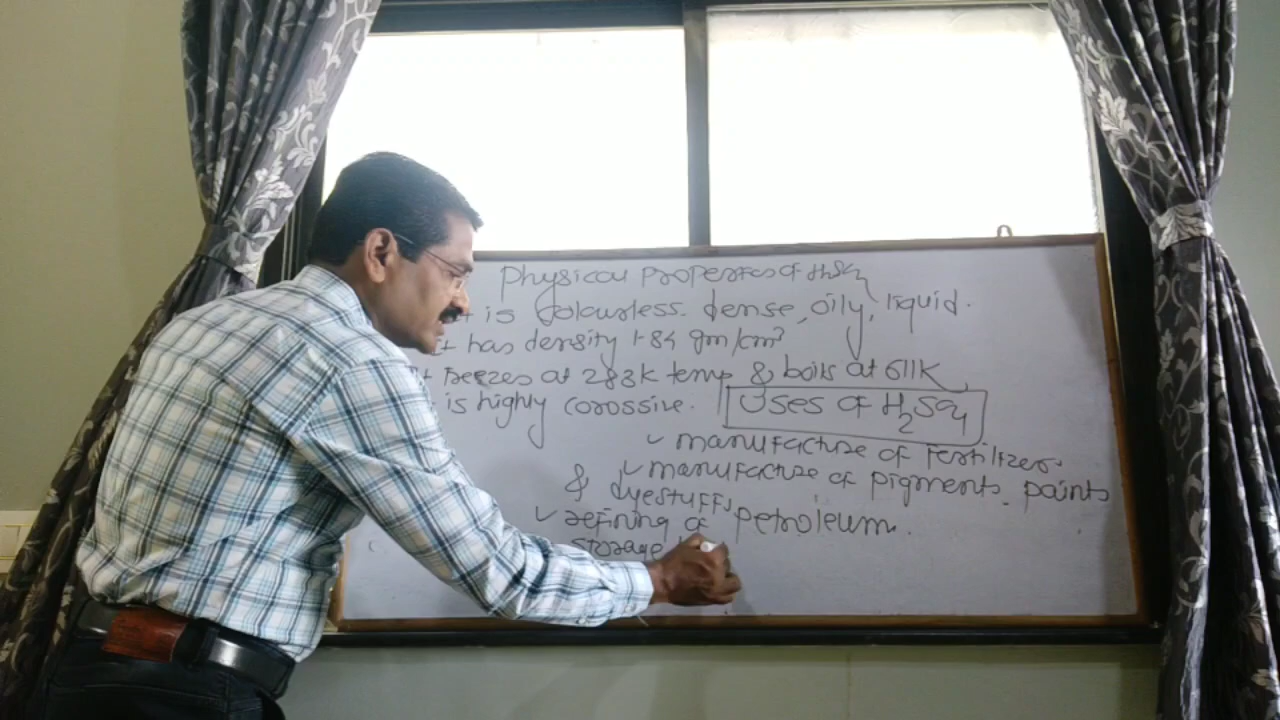 Physical properties of H2SO4
t is colourless. dense, oily, liquid.
t has density 1.84 gm/cm3
t freezes at 283K temp & boils at 611K
is highly corossive.
Uses of H2SO4
manufacture of fertilizers.
manufacture of pigments. paints
& dyestuffs,
refining of petroleum.
storage